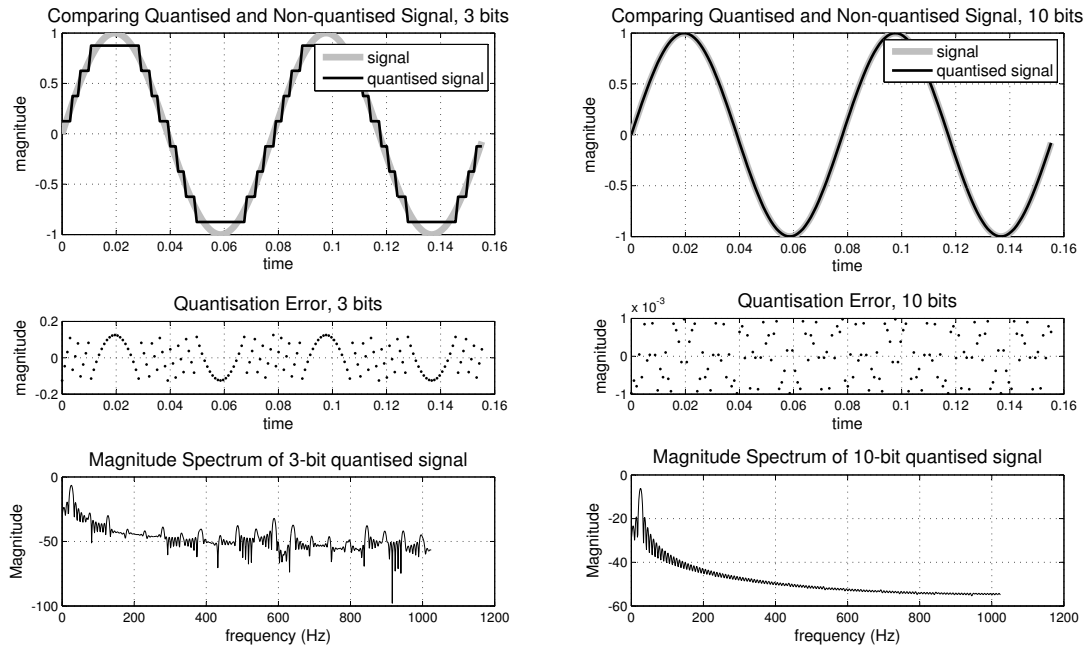 Comparing Quantised and Non-quantised Signal, 3 bits
1
0.5
0
-0.5
-1
magnitude
signal
quantised signal
0 0.02 0.04 0.06 0.08 0.1 0.12 0.14 0.16
time
Quantisation Error, 3 bits
0.2
0
-0.2
magnitude
0 0.02 0.04 0.06 0.08 0.1 0.12 0.14 0.16
time
Magnitude Spectrum of 3-bit quantised signal
0
-50
-100
Magnitude
0 200 400 600 800 1000 1200
frequency (Hz)
Comparing Quantised and Non-quantised Signal, 10 bits
1
0.5
0
-0.5
-1
magnitude
signal
quantised signal
0 0.02 0.04 0.06 0.08 0.1 0.12 0.14 0.16
time
Quantisation Error, 10 bits
x 10⁻³
1
0
-1
magnitude
0 0.02 0.04 0.06 0.08 0.1 0.12 0.14 0.16
time
Magnitude Spectrum of 10-bit quantised signal
0
-20
-40
-60
Magnitude
0 200 400 600 800 1000 1200
frequency (Hz)